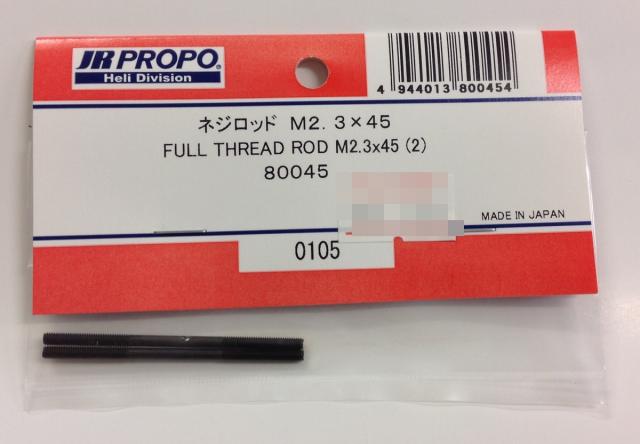 JR PROPO
Heli Division
4 944013 800454
ネジロッド M2.3×45
FULL THREAD ROD M2.3x45 (2)
80045
MADE IN JAPAN
0105